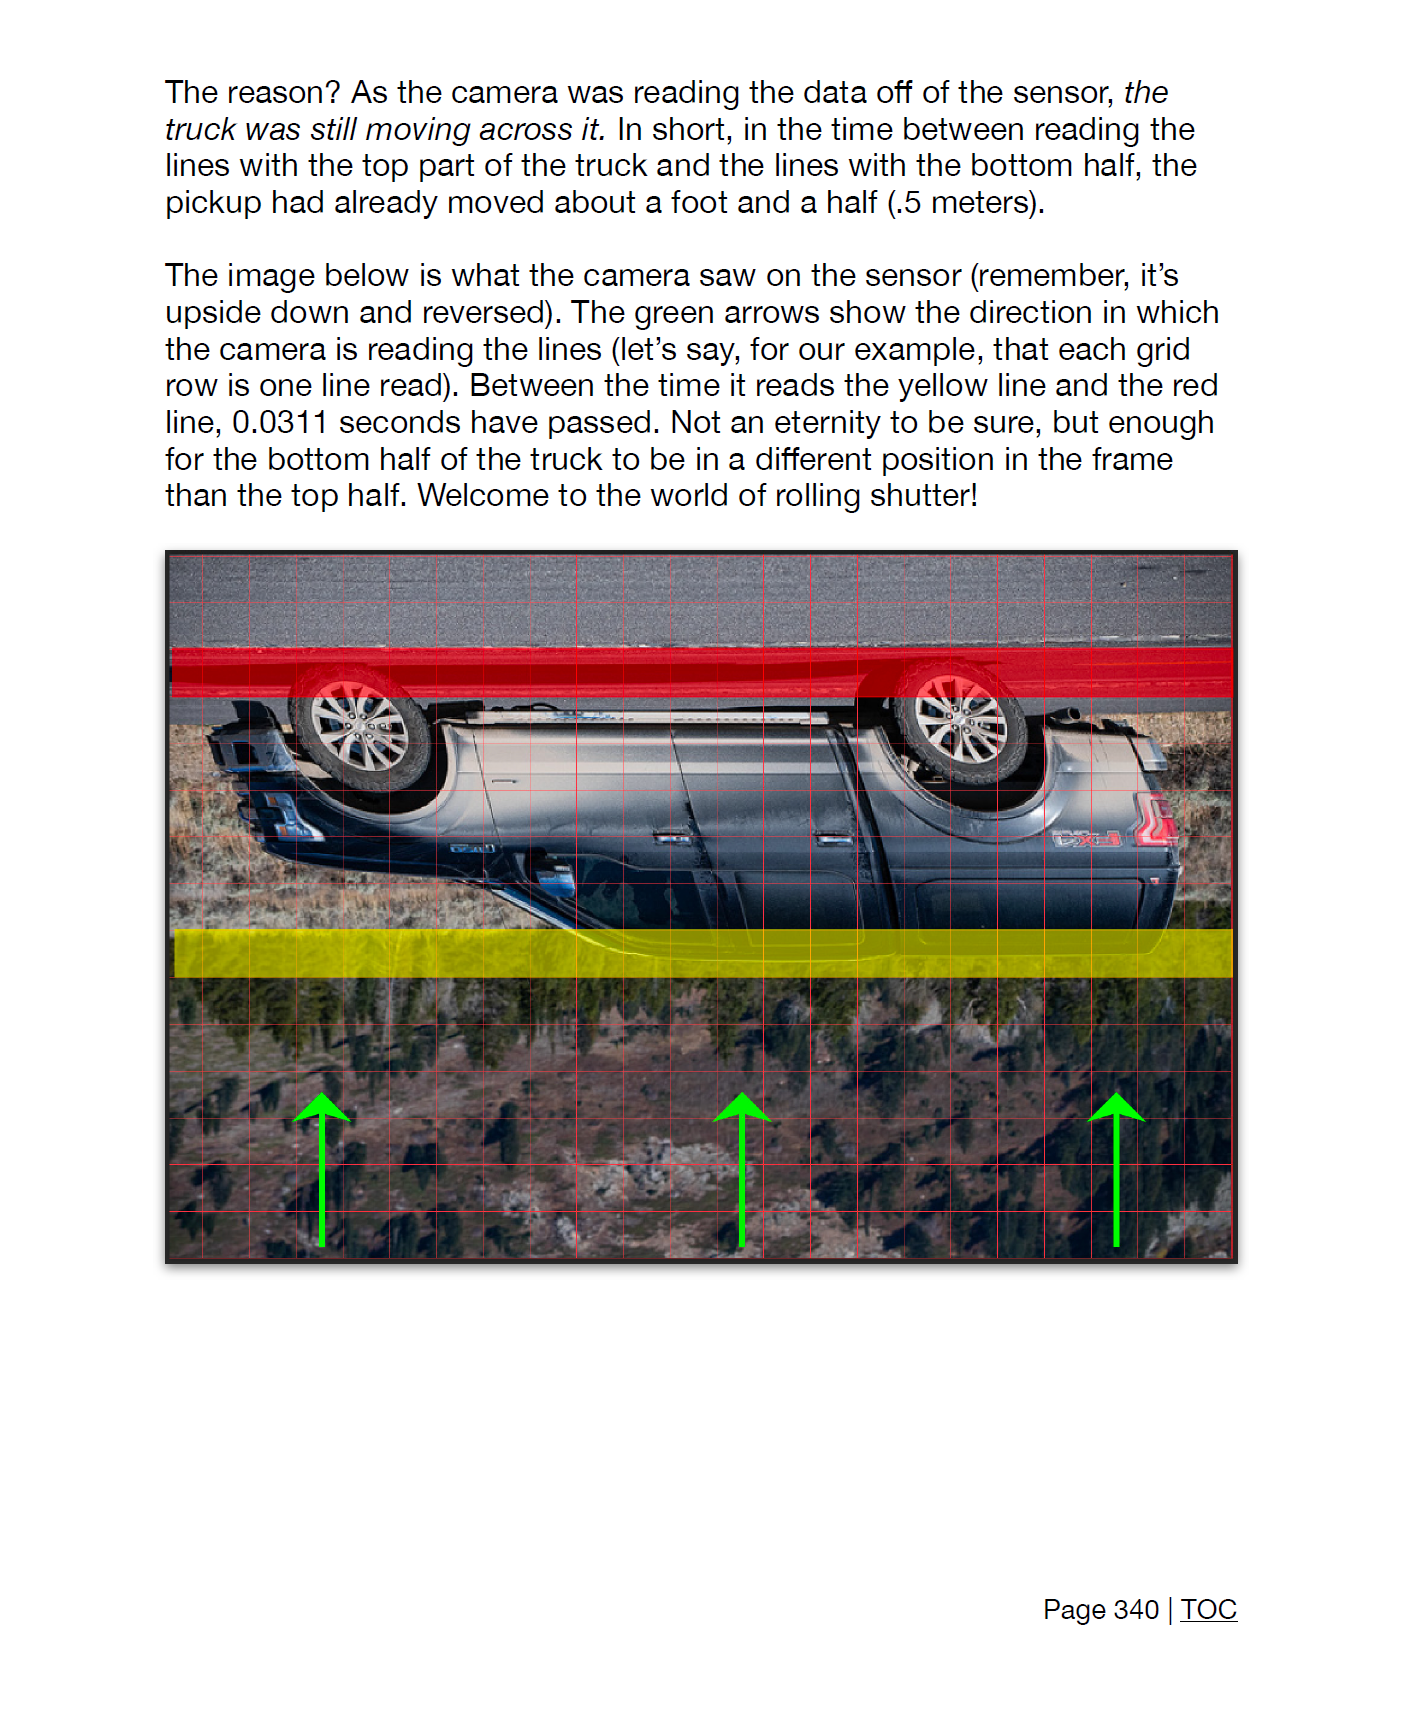 The reason? As the camera was reading the data off of the sensor, the
truck was still moving across it. In short, in the time between reading the
lines with the top part of the truck and the lines with the bottom half, the
pickup had already moved about a foot and a half (.5 meters).
The image below is what the camera saw on the sensor (remember, it’s
upside down and reversed). The green arrows show the direction in which
the camera is reading the lines (let’s say, for our example, that each grid
row is one line read). Between the time it reads the yellow line and the red
line, 0.0311 seconds have passed. Not an eternity to be sure, but enough
for the bottom half of the truck to be in a different position in the frame
than the top half. Welcome to the world of rolling shutter!
Page 340 | TOC